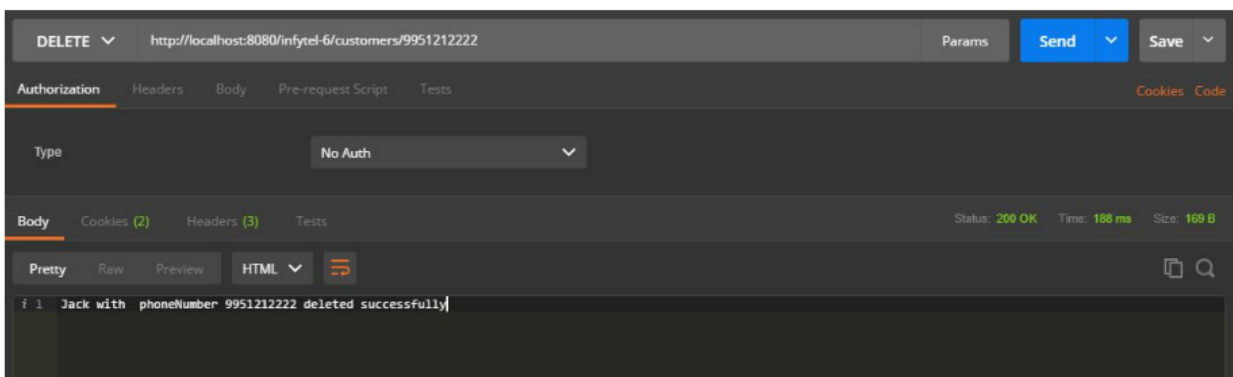 DELETE http://localhost:8080/infytel-6/customers/9951212222 Params Send Save
Authorization Headers Body Pre-request Script Tests Cookies Code
Type No Auth
Body Cookies (2) Headers (3) Tests Status: 200 OK Time: 188 ms Size: 169 B
Pretty Raw Preview HTML
i 1 Jack with phoneNumber 9951212222 deleted successfully